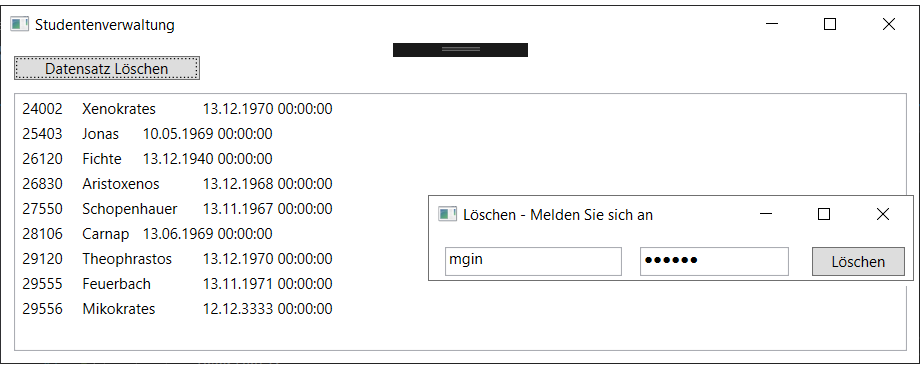 Studentenverwaltung
Datensatz Löschen
24002 Xenokrates 13.12.1970 00:00:00
25403 Jonas 10.05.1969 00:00:00
26120 Fichte 13.12.1940 00:00:00
26830 Aristoxenos 13.12.1968 00:00:00
27550 Schopenhauer 13.11.1967 00:00:00
28106 Carnap 13.06.1969 00:00:00
29120 Theophrastos 13.12.1970 00:00:00
29555 Feuerbach 13.11.1971 00:00:00
29556 Mikokrates 12.12.3333 00:00:00
Löschen - Melden Sie sich an
mgin ●●●●●● Löschen